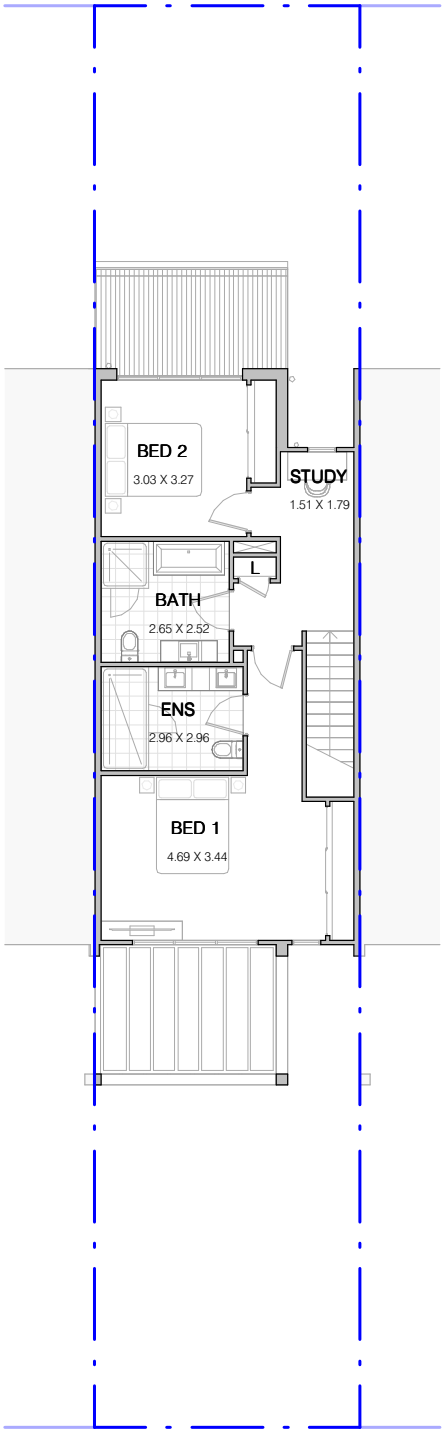 BED 2
3.03 X 3.27
STUDY
1.51 X 1.79
L
BATH
2.65 X 2.52
ENS
2.96 X 2.96
BED 1
4.69 X 3.44